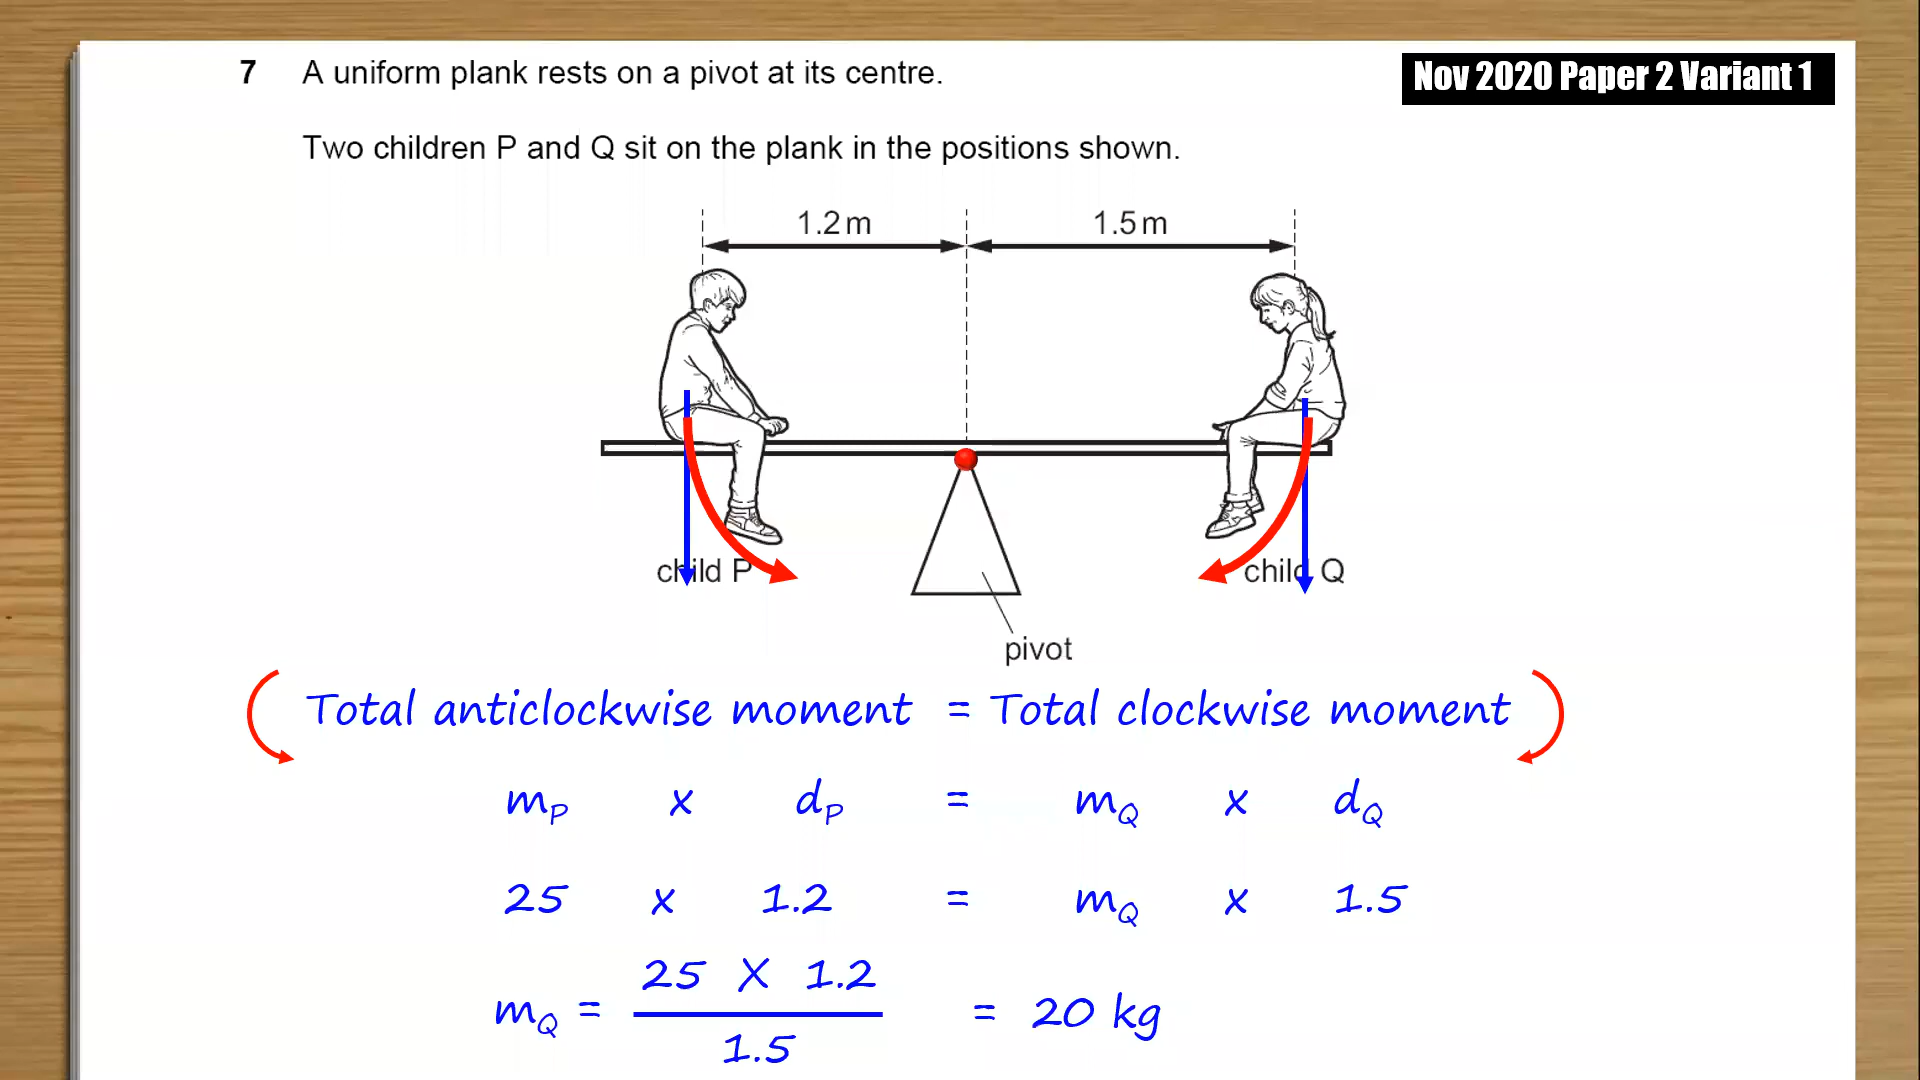 7 A uniform plank rests on a pivot at its centre.
Nov 2020 Paper 2 Variant 1
Two children P and Q sit on the plank in the positions shown.
1.2 m 1.5 m
child P child Q
pivot
Total anticlockwise moment = Total clockwise moment
mP x dP = mQ x dQ
25 x 1.2 = mQ x 1.5
mQ = 25 X 1.2 / 1.5 = 20 kg